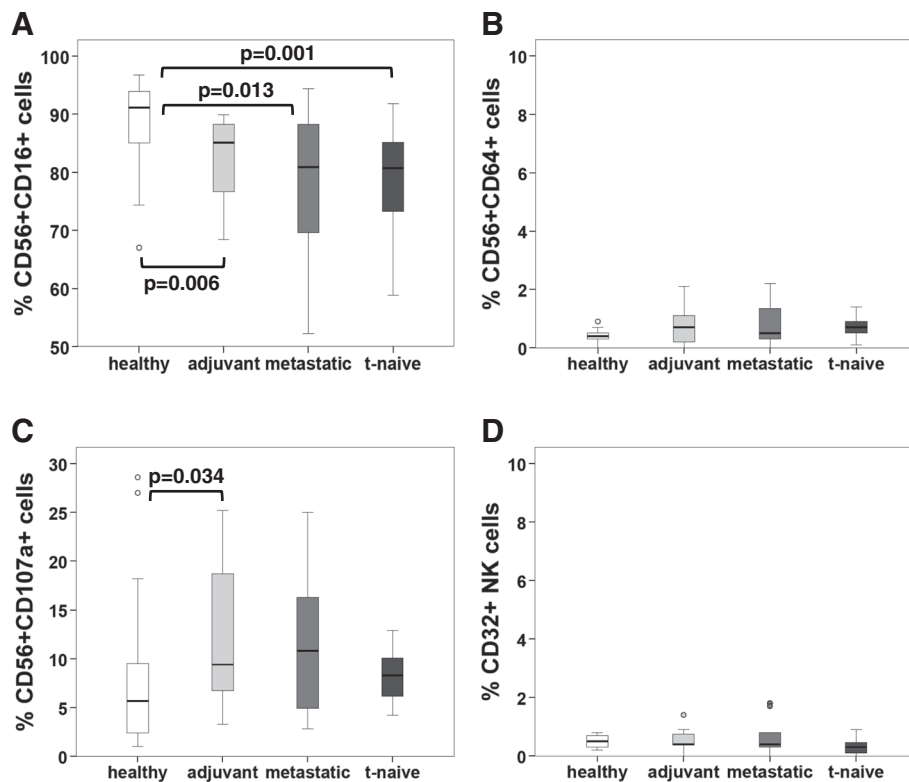 A
% CD56+CD16+ cells
100
90
80
70
60
50
p=0.001
p=0.013
p=0.006
healthy adjuvant metastatic t-naive
B
% CD56+CD64+ cells
10
8
6
4
2
0
healthy adjuvant metastatic t-naive
C
% CD56+CD107a+ cells
30
25
20
15
10
5
0
p=0.034
healthy adjuvant metastatic t-naive
D
% CD32+ NK cells
10
8
6
4
2
0
healthy adjuvant metastatic t-naive